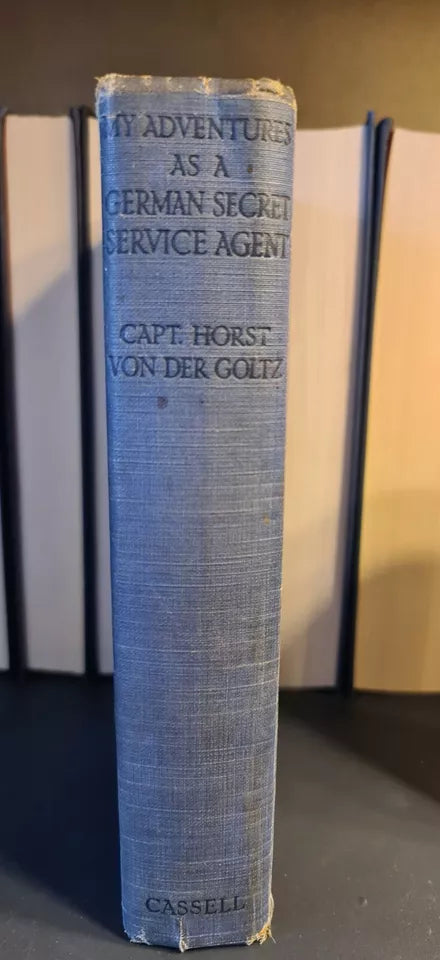 MY ADVENTURES
AS A
GERMAN SECRET
SERVICE AGENT
CAPT. HORST
VON DER GOLTZ
CASSELL